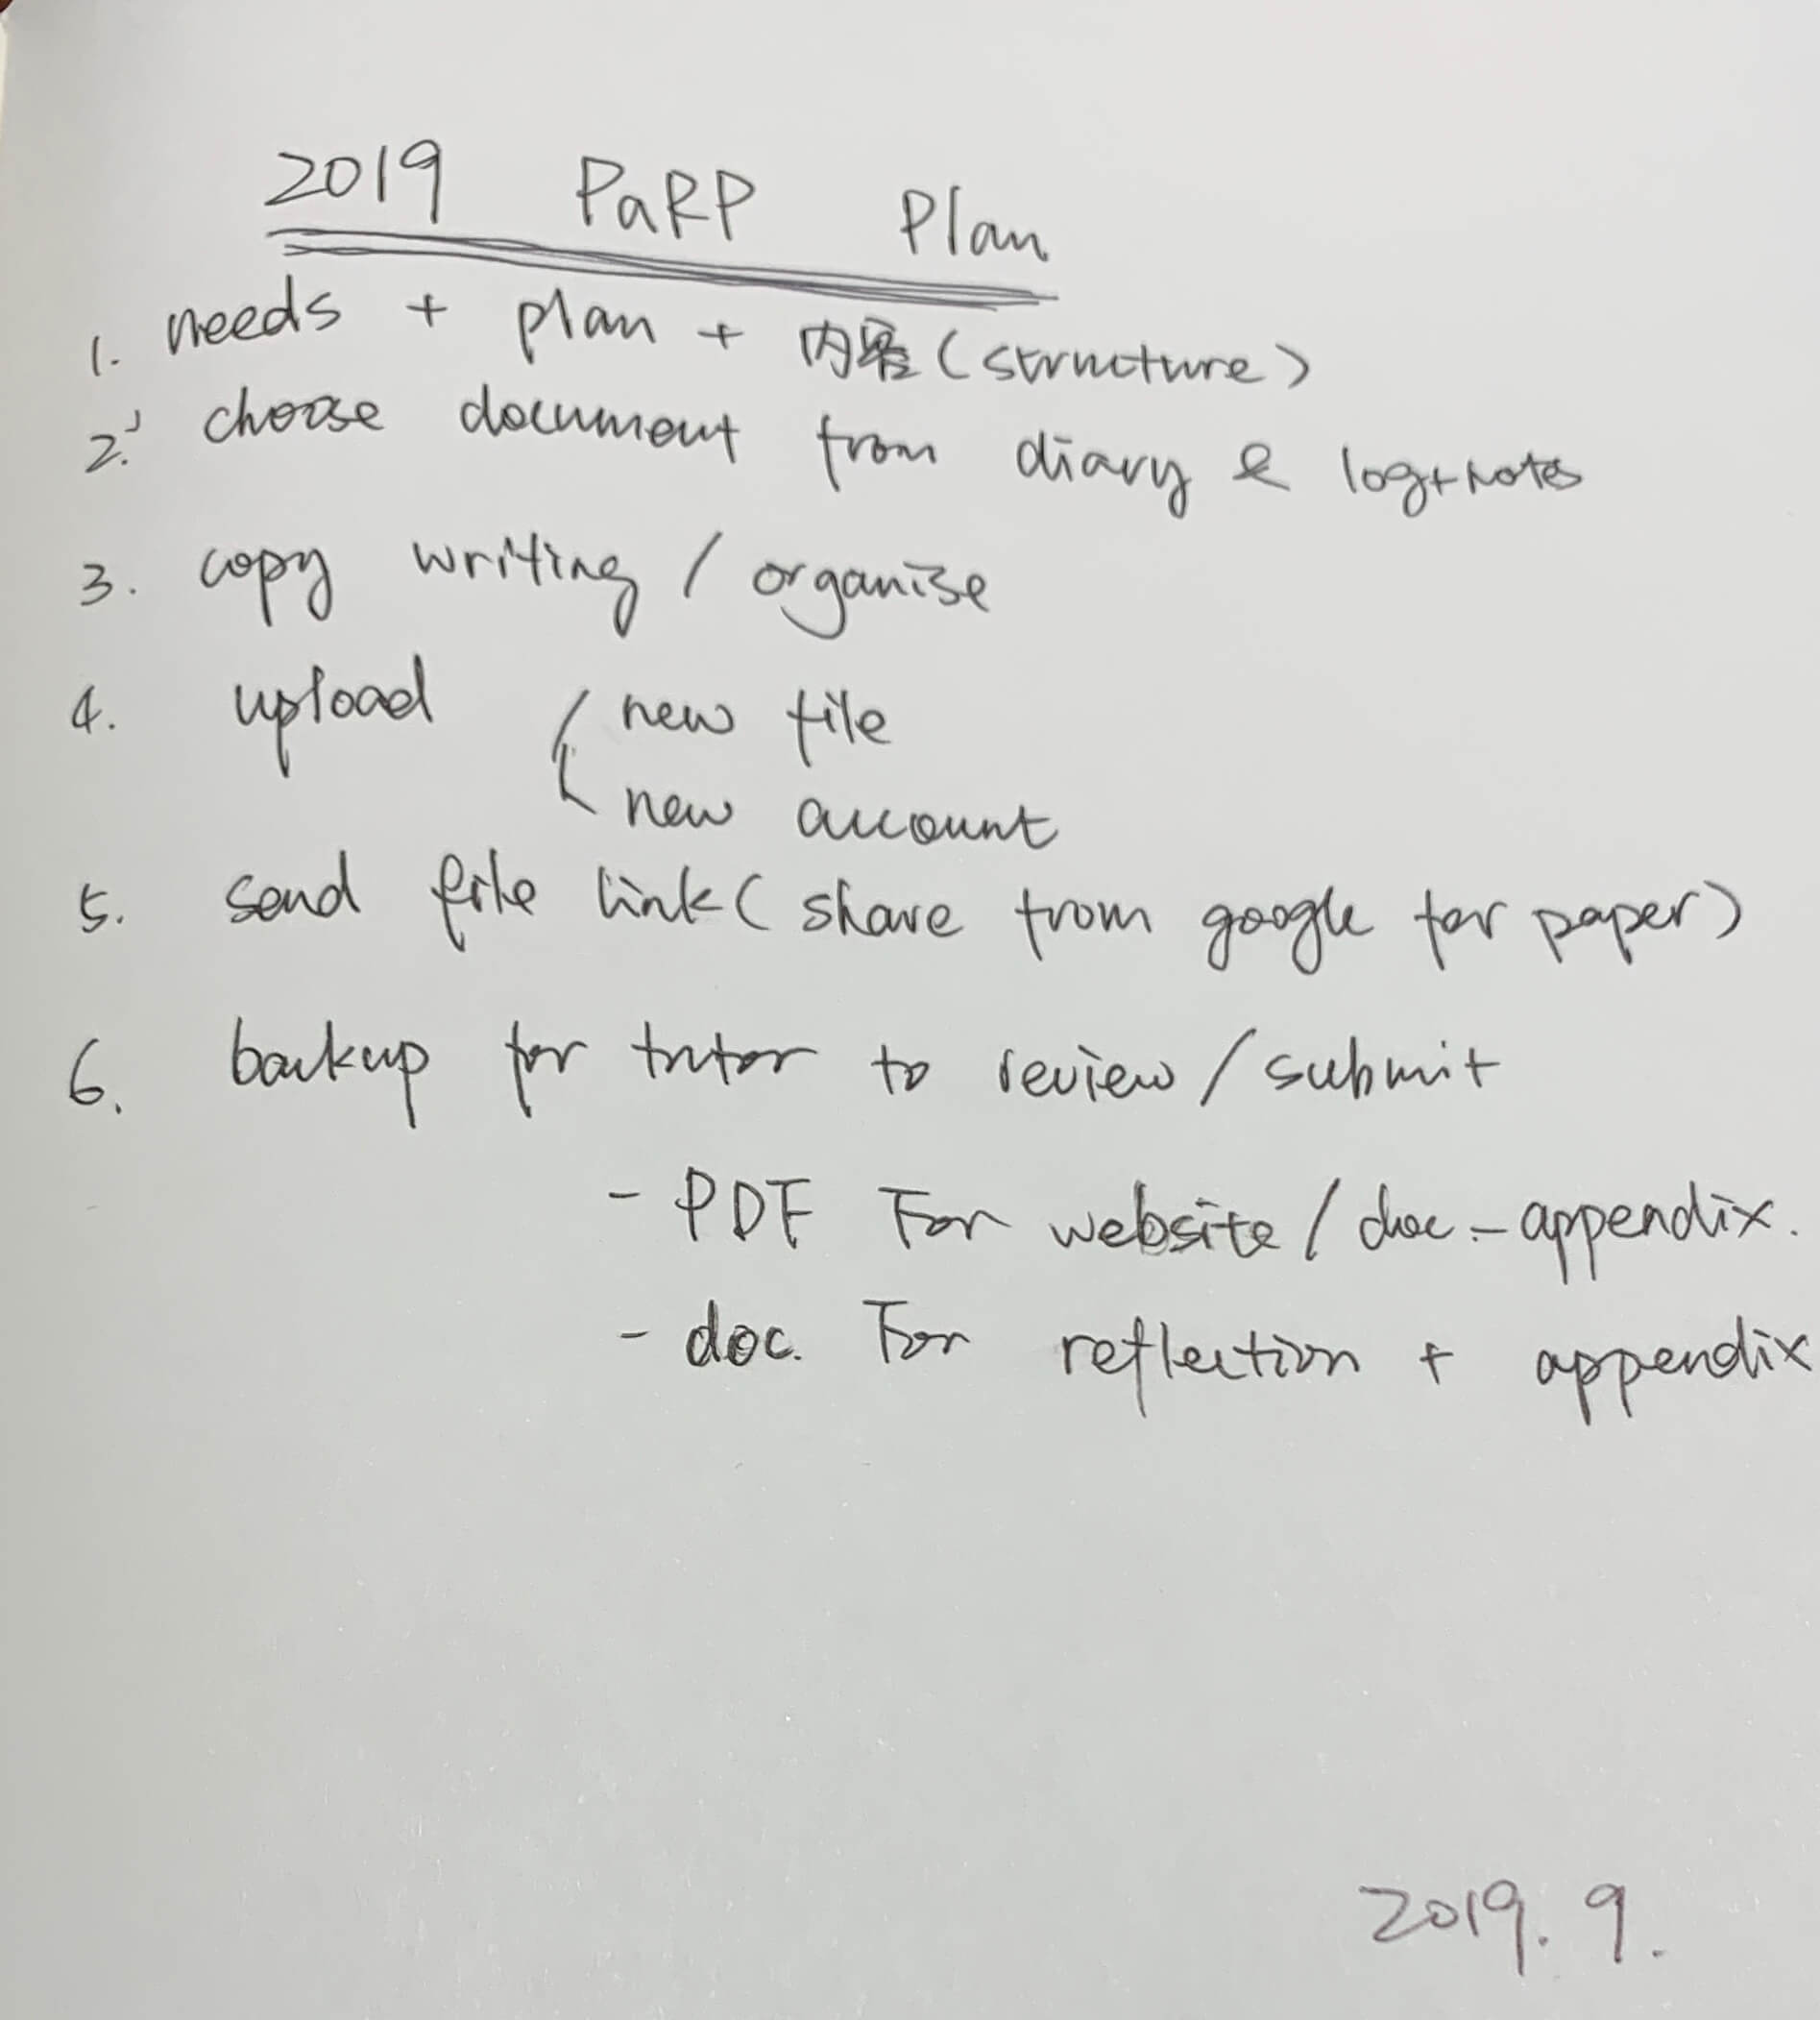 2019 PaRP Plan
1. needs + plan + 内容 (structure)
2. choose document from diary & log+notes
3. copy writing / organise
4. upload new file
new account
5. send file link (share from google for paper)
6. backup for tutor to review / submit
- PDF For website / doc - appendix.
- doc. For reflection + appendix
2019. 9.